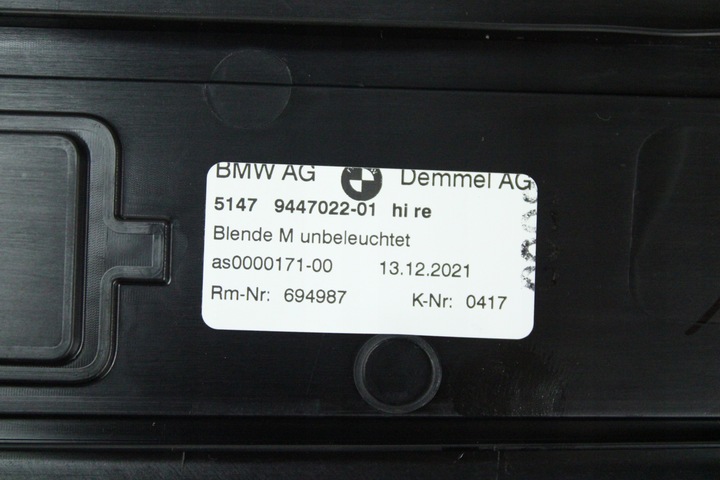 BMW AG Demmel AG
5147 9447022-01 hi re
Blende M unbeleuchtet
as0000171-00 13.12.2021
Rm-Nr: 694987 K-Nr: 0417